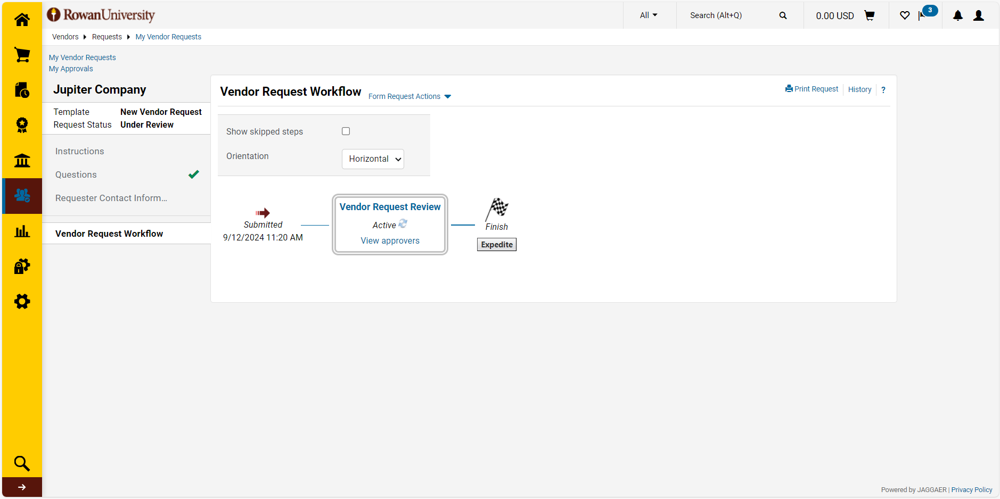 Rowan University
All
Search (Alt+Q)
0.00 USD
3
Vendors
Requests
My Vendor Requests
My Vendor Requests
My Approvals
Jupiter Company
Template New Vendor Request
Request Status Under Review
Instructions
Questions
Requester Contact Inform...
Vendor Request Workflow
Vendor Request Workflow
Form Request Actions
Print Request
History
?
Show skipped steps
Orientation
Horizontal
Submitted
9/12/2024 11:20 AM
Vendor Request Review
Active
View approvers
Finish
Expedite
Powered by JAGGAER | Privacy Policy